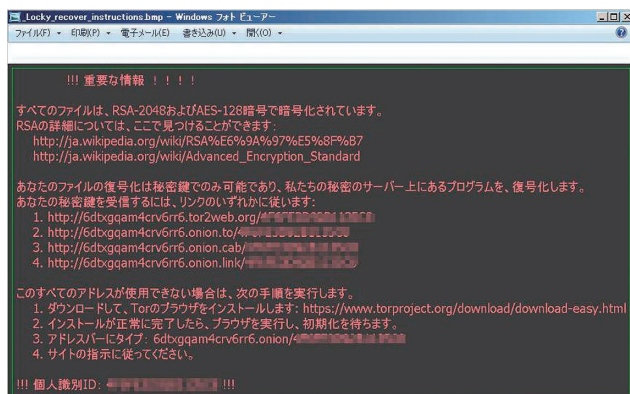 _Locky_recover_instructions.bmp - Windows フォト ビューアー
ファイル(F) 印刷(P) 電子メール(E) 書き込み(U) 開く(O)
!!! 重要な情報 ！！！！
すべてのファイルは、RSA-2048およびAES-128暗号で暗号化されています。
RSAの詳細については、ここで見つけることができます:
http://ja.wikipedia.org/wiki/RSA%E6%9A%97%E5%8F%B7
http://ja.wikipedia.org/wiki/Advanced_Encryption_Standard
あなたのファイルの復号化は秘密鍵でのみ可能であり、私たちの秘密のサーバー上にあるプログラムを、復号化します。
あなたの秘密鍵を受信するには、リンクのいずれかに従います:
1. http://6dtxgqam4crv6rr6.tor2web.org/
2. http://6dtxgqam4crv6rr6.onion.to/
3. http://6dtxgqam4crv6rr6.onion.cab/
4. http://6dtxgqam4crv6rr6.onion.link/
このすべてのアドレスが使用できない場合は、次の手順を実行します。
1. ダウンロードして、Torのブラウザをインストールします: https://www.torproject.org/download/download-easy.html
2. インストールが正常に完了したら、ブラウザを実行し、初期化を待ちます。
3. アドレスバーにタイプ: 6dtxgqam4crv6rr6.onion/
4. サイトの指示に従ってください。
!!! 個人識別ID: !!!